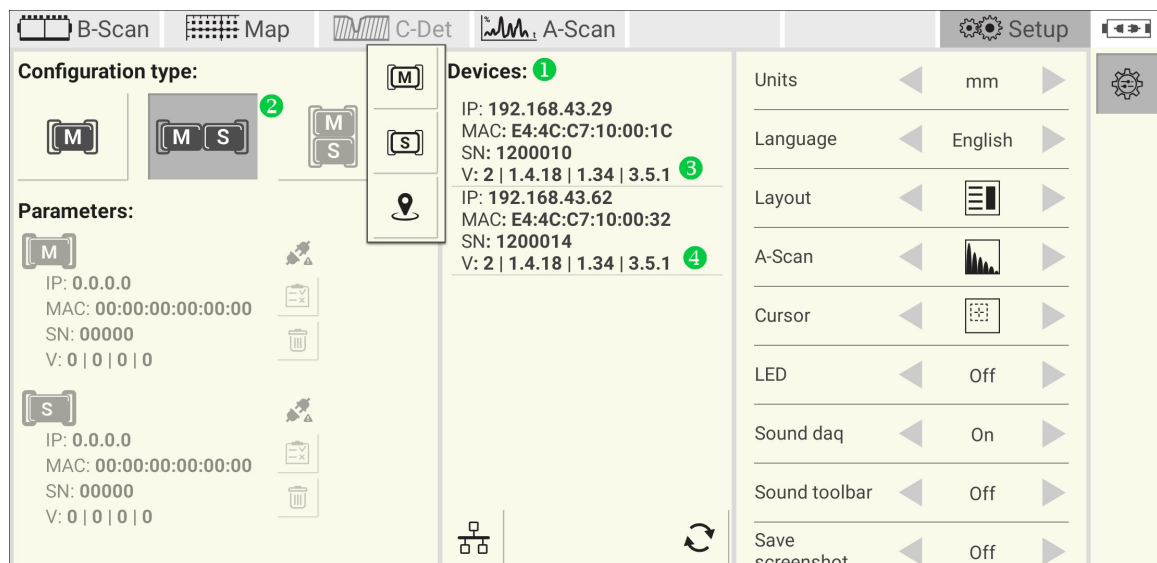 B-Scan
Map
C-Det
A-Scan
Setup
Configuration type:
M
M S
2
M
S
M
S
Parameters:
M
IP: 0.0.0.0
MAC: 00:00:00:00:00:00
SN: 00000
V: 0 | 0 | 0 | 0
S
IP: 0.0.0.0
MAC: 00:00:00:00:00:00
SN: 00000
V: 0 | 0 | 0 | 0
Devices: 1
IP: 192.168.43.29
MAC: E4:4C:C7:10:00:1C
SN: 1200010
V: 2 | 1.4.18 | 1.34 | 3.5.1 3
IP: 192.168.43.62
MAC: E4:4C:C7:10:00:32
SN: 1200014
V: 2 | 1.4.18 | 1.34 | 3.5.1 4
Units mm
Language English
Layout
A-Scan
Cursor
LED Off
Sound daq On
Sound toolbar Off
Save
screenshot Off